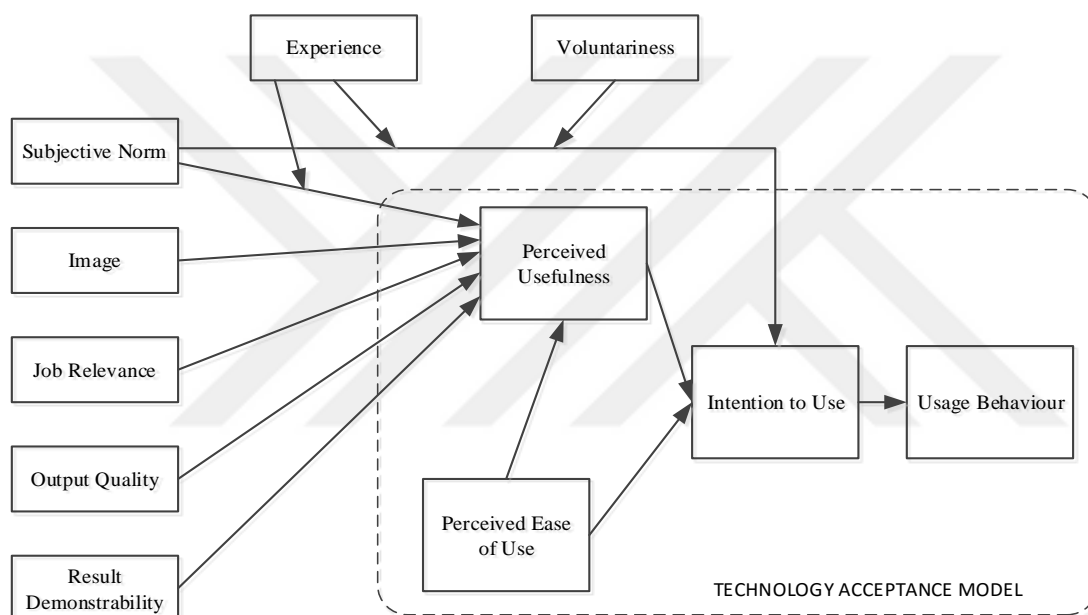 Experience
Voluntariness
Subjective Norm
Image
Perceived
Usefulness
Job Relevance
Intention to Use
Usage Behaviour
Output Quality
Perceived Ease
of Use
Result
Demonstrability
TECHNOLOGY ACCEPTANCE MODEL